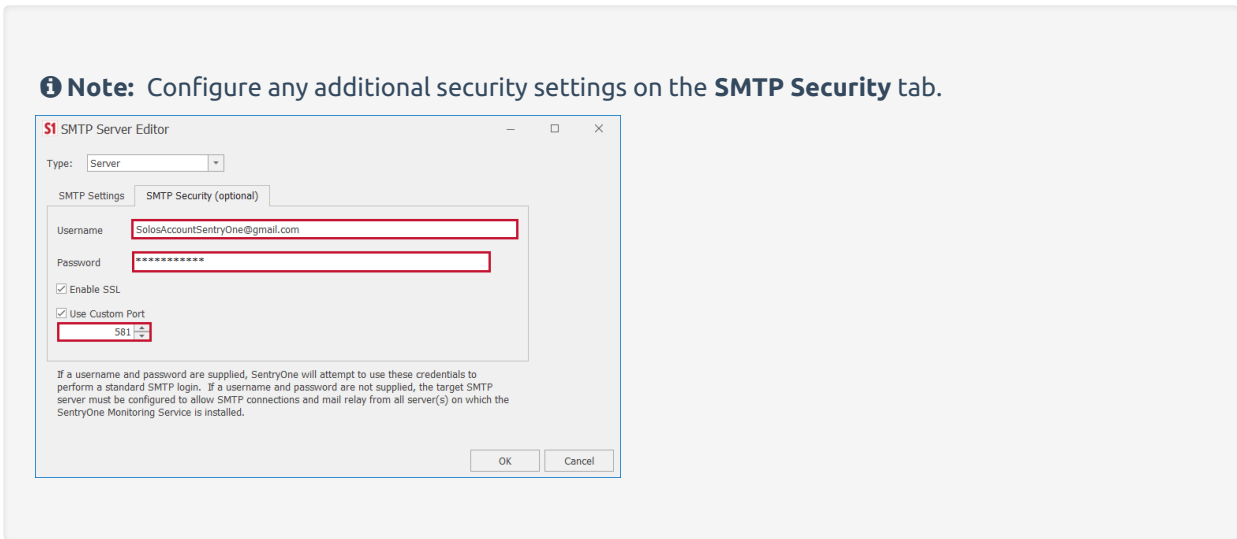 Note: Configure any additional security settings on the SMTP Security tab.
S1 SMTP Server Editor
Type: Server
SMTP Settings SMTP Security (optional)
Username SolosAccountSentryOne@gmail.com
Password ***********
Enable SSL
Use Custom Port
581
If a username and password are supplied, SentryOne will attempt to use these credentials to
perform a standard SMTP login. If a username and password are not supplied, the target SMTP
server must be configured to allow SMTP connections and mail relay from all server(s) on which the
SentryOne Monitoring Service is installed.
OK Cancel